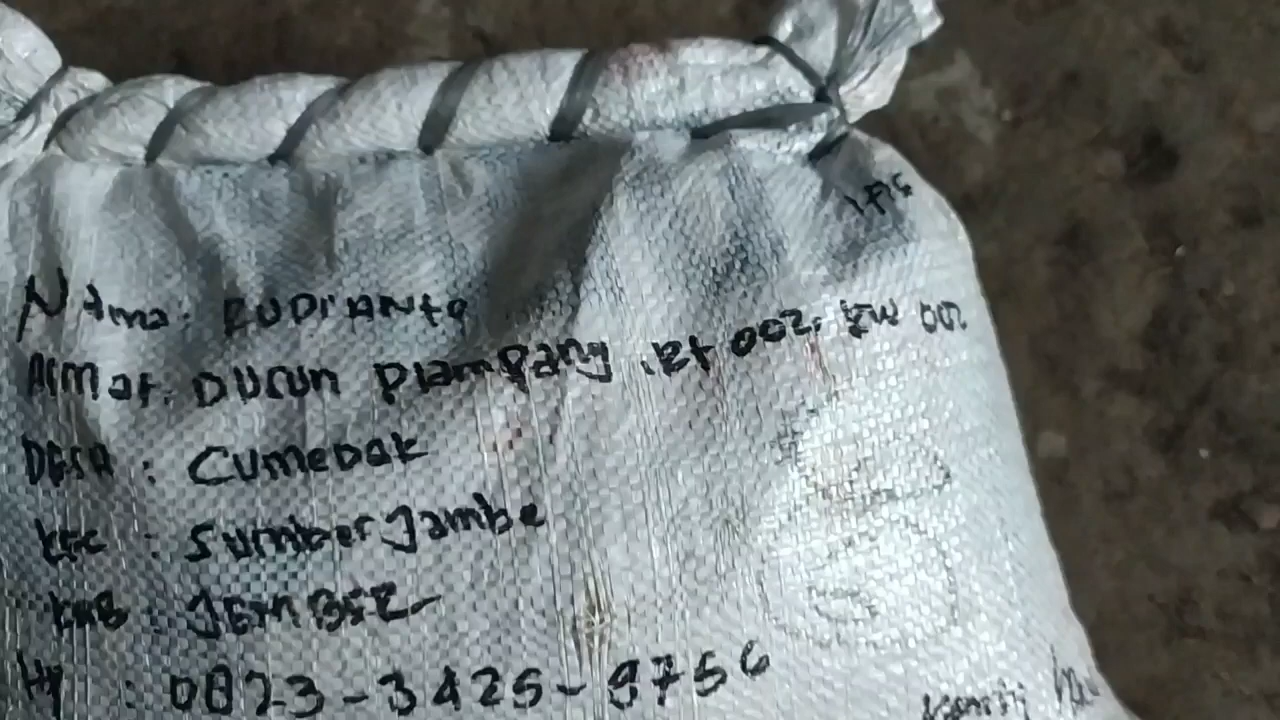 Nama: RUDIANTO
Almat. DUSUN Plampang .Rt 002. RW 002
DESA : CUMEDAK
KEC : SumberJambe
KAB : JEMBER
Hp : 0823-3425-9756